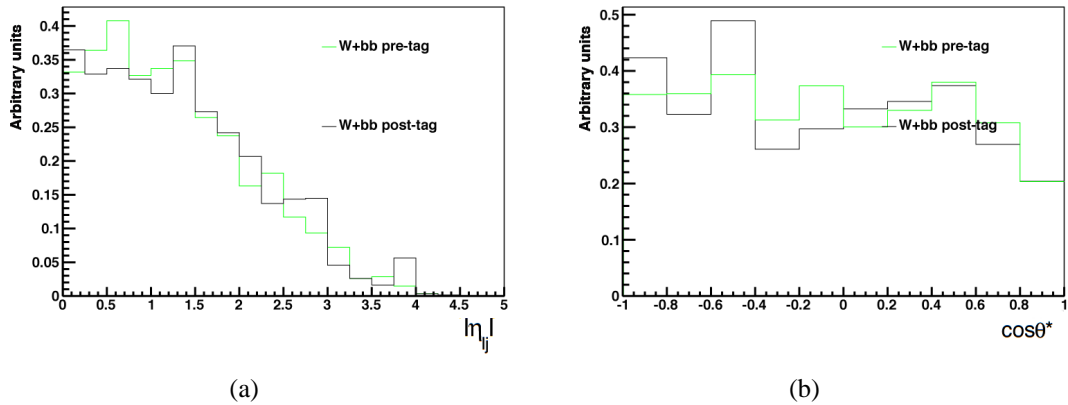 Arbitrary units
0.4
0.35
0.3
0.25
0.2
0.15
0.1
0.05
0
W+bb pre-tag
W+bb post-tag
0 0.5 1 1.5 2 2.5 3 3.5 4 4.5 5
|η_lj|
(a)
Arbitrary units
0.5
0.4
0.3
0.2
0.1
0
W+bb pre-tag
W+bb post-tag
-1 -0.8 -0.6 -0.4 -0.2 0 0.2 0.4 0.6 0.8 1
cosθ*
(b)